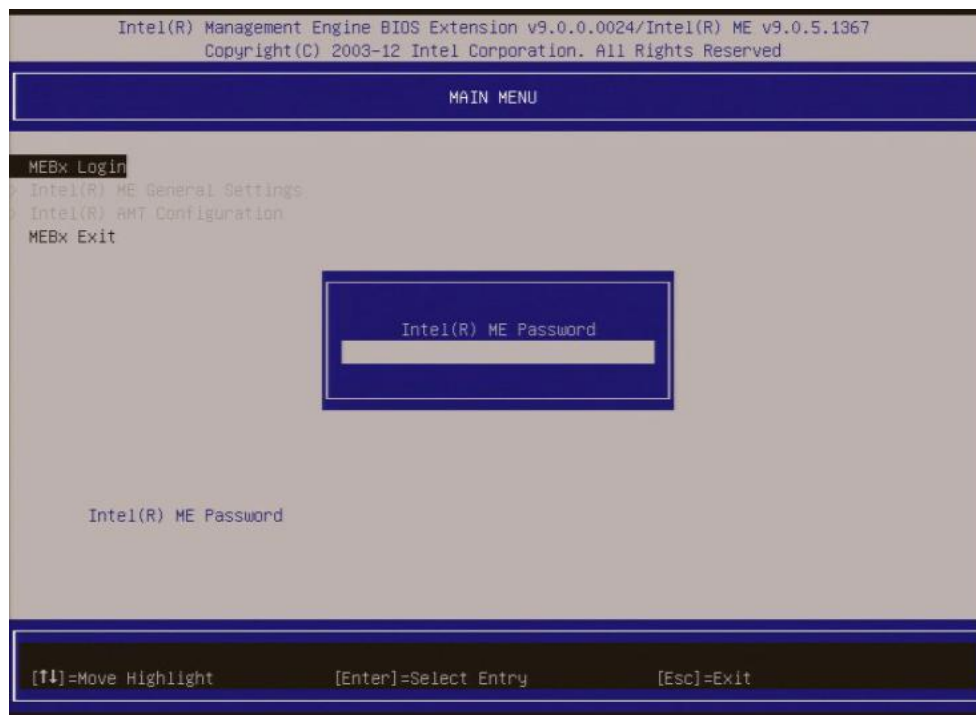 Intel(R) Management Engine BIOS Extension v9.0.0.0024/Intel(R) ME v9.0.5.1367
Copyright(C) 2003-12 Intel Corporation. All Rights Reserved
MAIN MENU
MEBx Login
> Intel(R) ME General Settings
> Intel(R) AMT Configuration
MEBx Exit
Intel(R) ME Password
Intel(R) ME Password
[↑↓]=Move Highlight [Enter]=Select Entry [Esc]=Exit